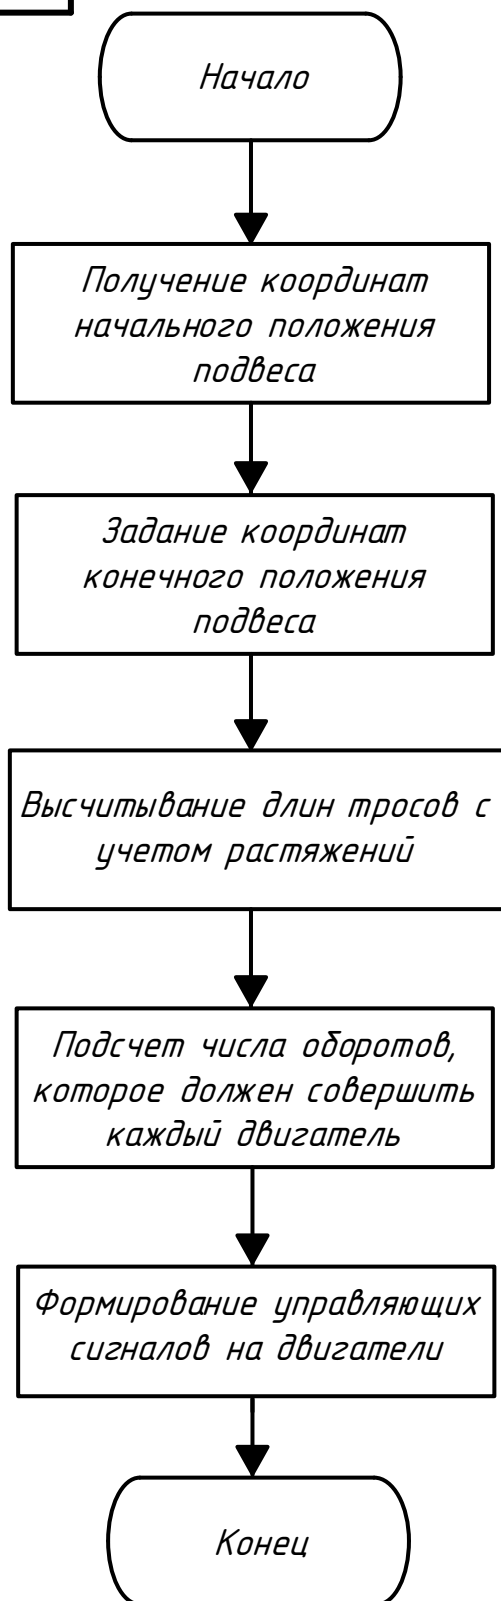 Начало
Получение координат
начального положения
подвеса
Задание координат
конечного положения
подвеса
Высчитывание длин тросов с
учетом растяжений
Подсчет числа оборотов,
которое должен совершить
каждый двигатель
Формирование управляющих
сигналов на двигатели
Конец